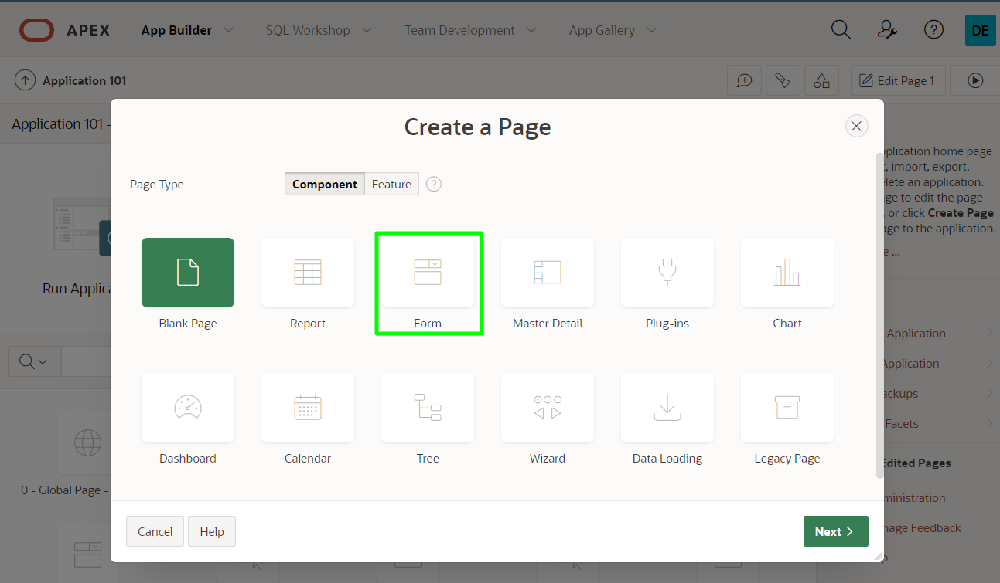 APEX App Builder SQL Workshop Team Development App Gallery DE
Application 101 Edit Page 1
Application 101 -
Create a Page
Page Type Component Feature ?
Blank Page Report Form Master Detail Plug-ins Chart
Dashboard Calendar Tree Wizard Data Loading Legacy Page
Cancel Help Next
Run Applica
0 - Global Page -
plication home page
, import, export,
lete an application.
ge to edit the page
, or click Create Page
age to the application.
e ...
Application
Application
ackups
Facets
Edited Pages
ministration
nage Feedback
p